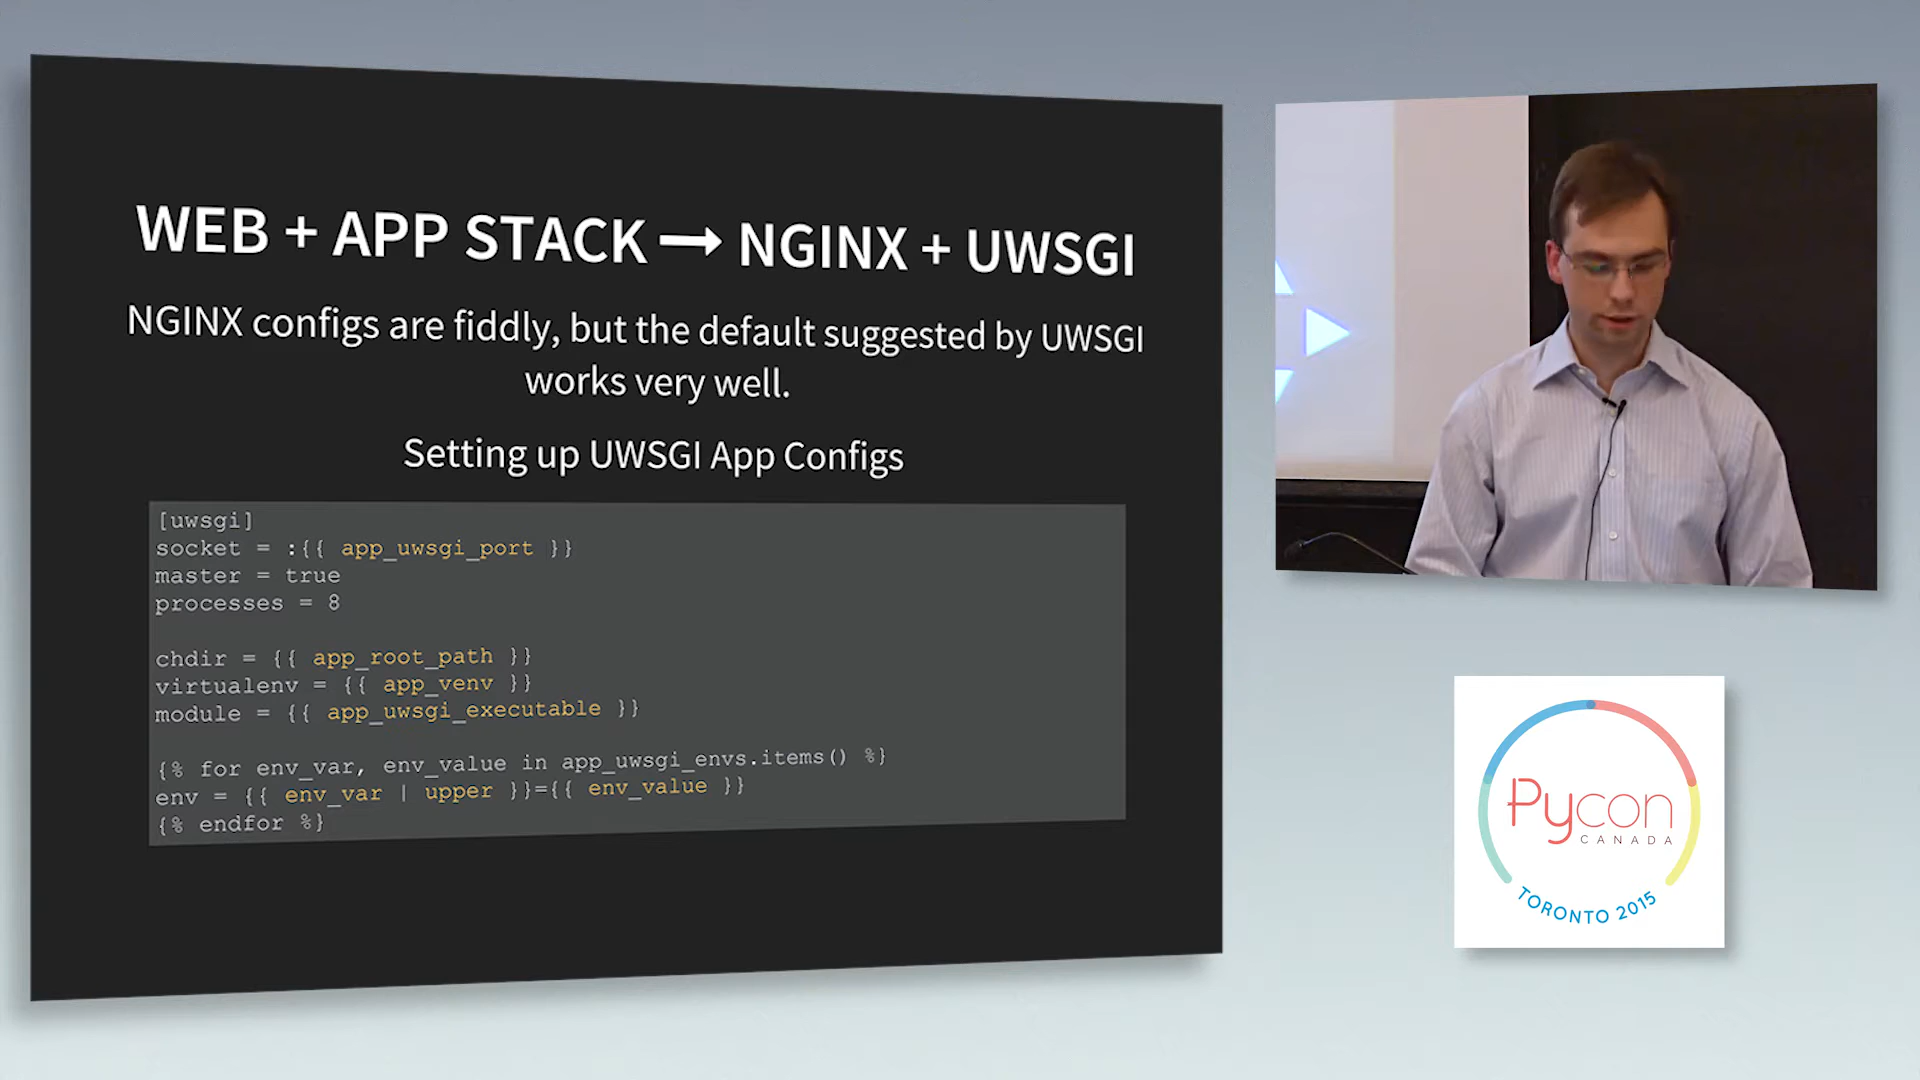 WEB + APP STACK → NGINX + UWSGI
NGINX configs are fiddly, but the default suggested by UWSGI
works very well.
Setting up UWSGI App Configs
[uwsgi]
socket = :{{ app_uwsgi_port }}
master = true
processes = 8
chdir = {{ app_root_path }}
virtualenv = {{ app_venv }}
module = {{ app_uwsgi_executable }}
{% for env_var, env_value in app_uwsgi_envs.items() %}
env = {{ env_var | upper }}={{ env_value }}
{% endfor %}
Pycon
CANADA
TORONTO 2015